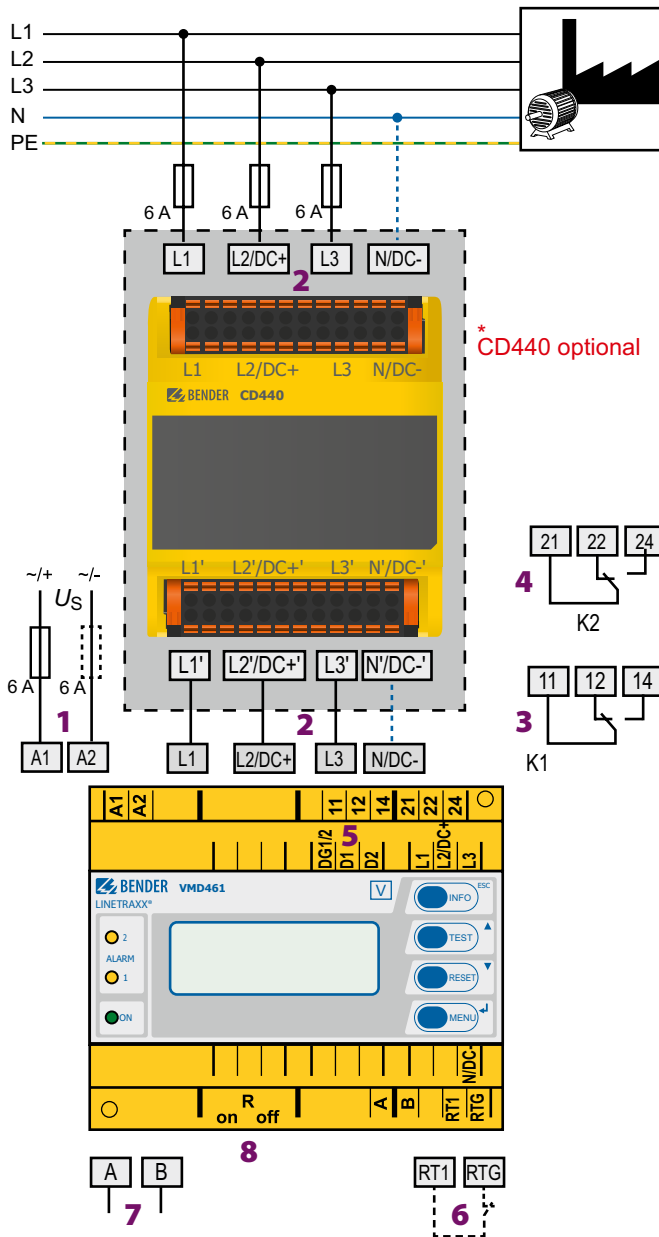 L1
L2
L3
N
PE
6 A
6 A
6 A
L1 L2/DC+ L3 N/DC-
2
*
CD440 optional
L1 L2/DC+ L3 N/DC-
BENDER CD440
L1' L2'/DC+' L3' N'/DC-'
~/+ ~/-
US
6 A 6 A
1
A1 A2
L1' L2'/DC+' L3' N'/DC-'
2
L1 L2/DC+ L3 N/DC-
21 22 24
4
K2
11 12 14
3
K1
A1 A2 11 12 14 21 22 24
5
DG1/2 D1 D2 L1 L2/DC+ L3
BENDER VMD461
LINETRAXX®
V
INFO ESC
2
ALARM
1
ON
TEST
RESET
MENU
N/DC-
R
on off
A B RT1 RTG
8
A B
7
RT1 RTG
6